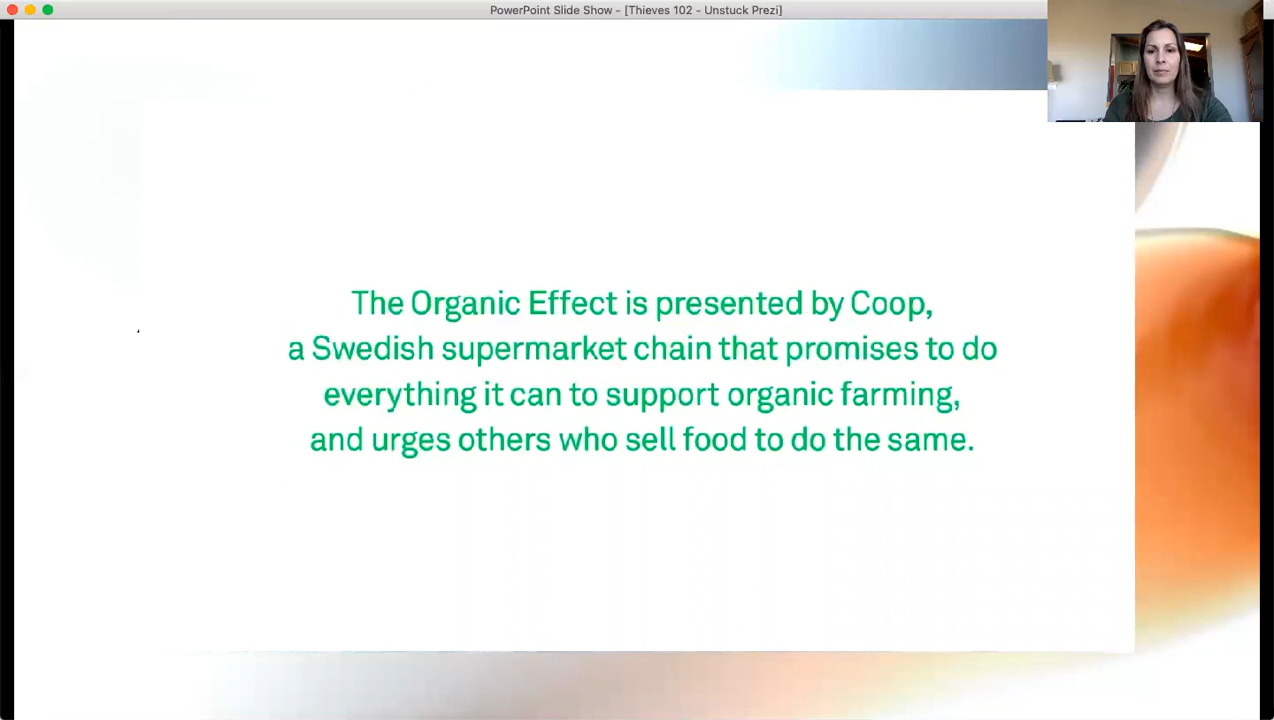 PowerPoint Slide Show - [Thieves 102 - Unstuck Prezi]
The Organic Effect is presented by Coop,
a Swedish supermarket chain that promises to do
everything it can to support organic farming,
and urges others who sell food to do the same.